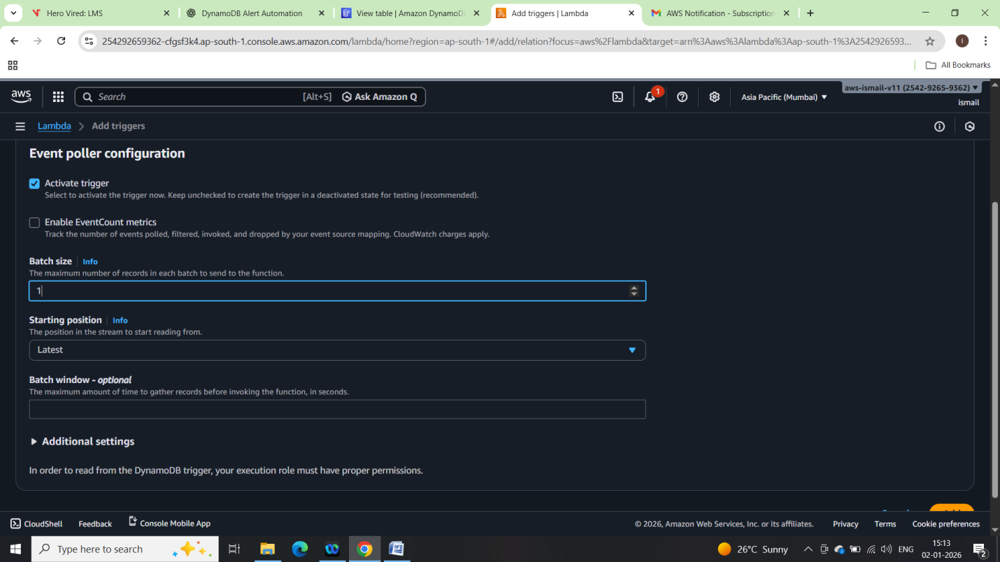 Hero Vired: LMS
DynamoDB Alert Automation
View table | Amazon DynamoDB
Add triggers | Lambda
AWS Notification - Subscription
254292659362-cfgsf3k4.ap-south-1.console.aws.amazon.com/lambda/home?region=ap-south-1#/add/relation?focus=aws%2Flambda&target=arn%3Aaws%3Alambda%3Aap-south-1%3A2542926593...
I
All Bookmarks
aws
Search
[Alt+S]
Ask Amazon Q
1
Asia Pacific (Mumbai)
aws-ismail-v11 (2542-9265-9362)
ismail
Lambda
Add triggers
Event poller configuration
Activate trigger
Select to activate the trigger now. Keep unchecked to create the trigger in a deactivated state for testing (recommended).
Enable EventCount metrics
Track the number of events polled, filtered, invoked, and dropped by your event source mapping. CloudWatch charges apply.
Batch size Info
The maximum number of records in each batch to send to the function.
1
Starting position Info
The position in the stream to start reading from.
Latest
Batch window - optional
The maximum amount of time to gather records before invoking the function, in seconds.
Additional settings
In order to read from the DynamoDB trigger, your execution role must have proper permissions.
CloudShell
Feedback
Console Mobile App
© 2026, Amazon Web Services, Inc. or its affiliates.
Privacy
Terms
Cookie preferences
Type here to search
26°C Sunny
ENG
15:13
02-01-2026
2